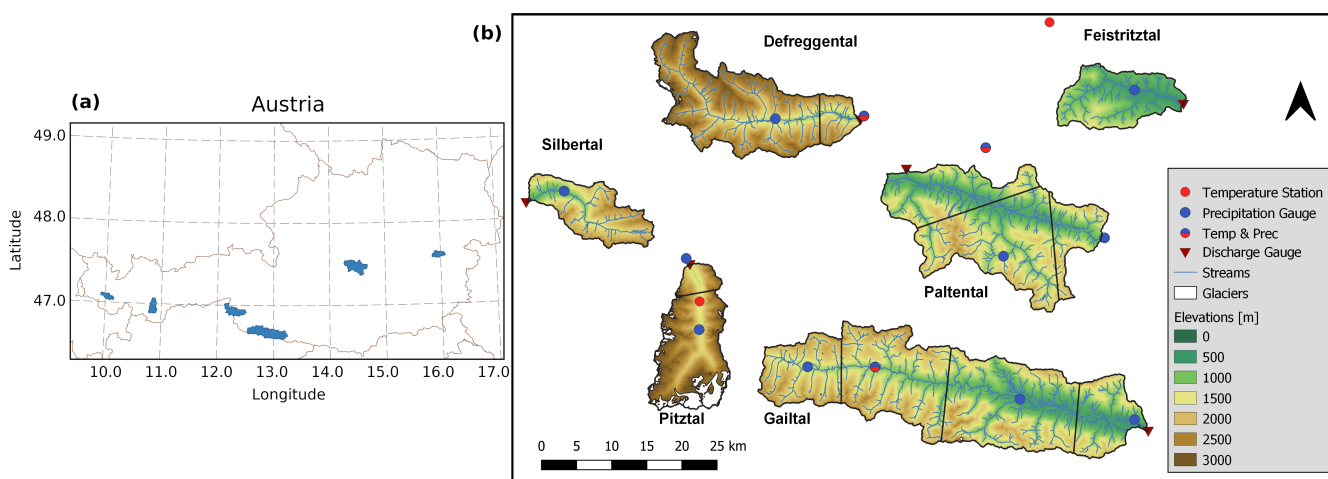 (a)
Austria
49.0
48.0
47.0
Latitude
10.0 11.0 12.0 13.0 14.0 15.0 16.0 17.0
Longitude
(b)
Defreggental
Feistritztal
Silbertal
Paltental
Pitztal
Gailtal
0 5 10 15 20 25 km
Temperature Station
Precipitation Gauge
Temp & Prec
Discharge Gauge
Streams
Glaciers
Elevations [m]
0
500
1000
1500
2000
2500
3000